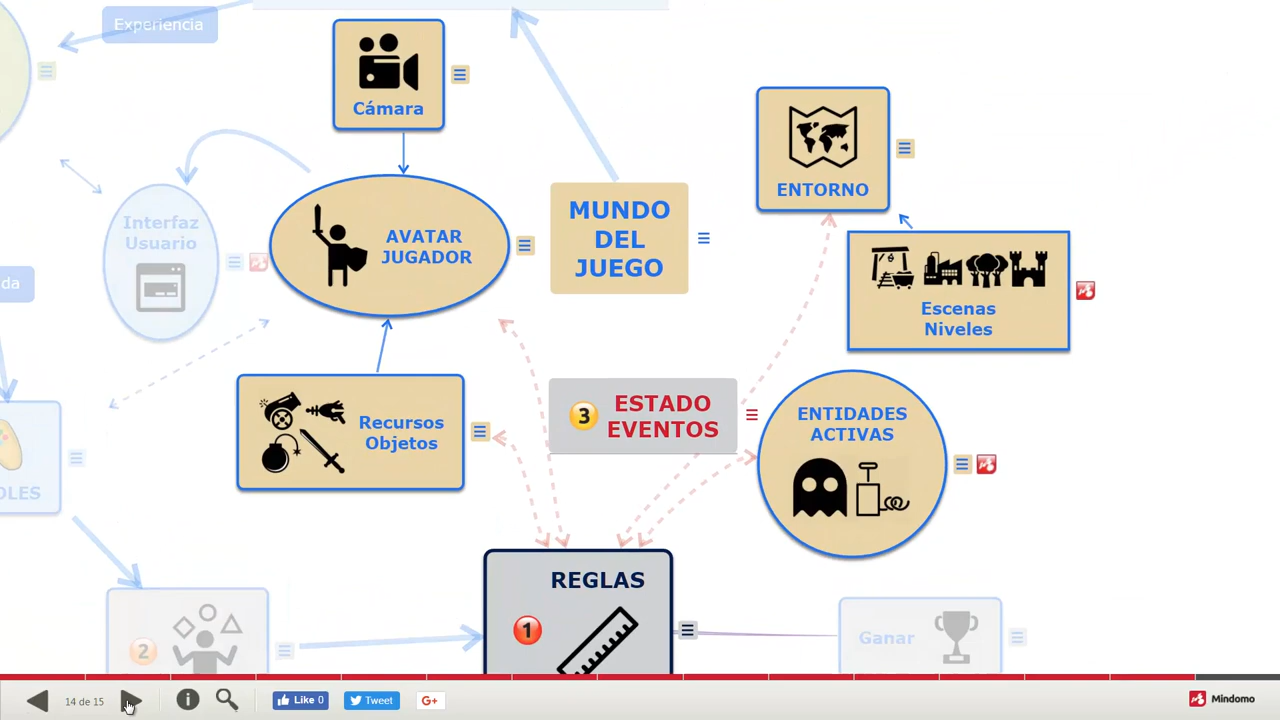 Experiencia
Cámara
ENTORNO
Interfaz
Usuario
AVATAR
JUGADOR
MUNDO
DEL
JUEGO
da
Escenas
Niveles
Recursos
Objetos
3
ESTADO
EVENTOS
ENTIDADES
ACTIVAS
OLES
REGLAS
1
2
Ganar
14 de 15
i
f
Like 0
Tweet
G+
Mindomo